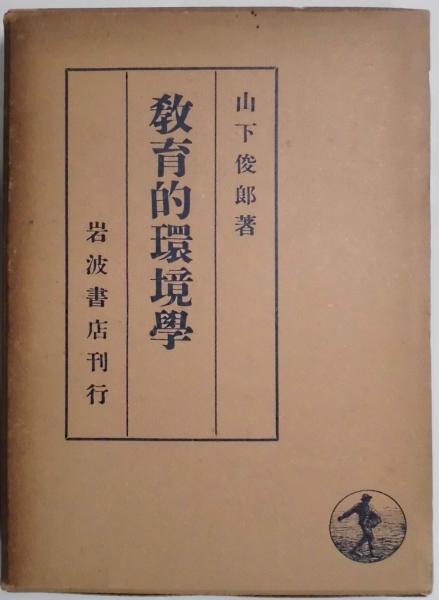 山下俊郎著
教育的環境學
岩波書店刊行